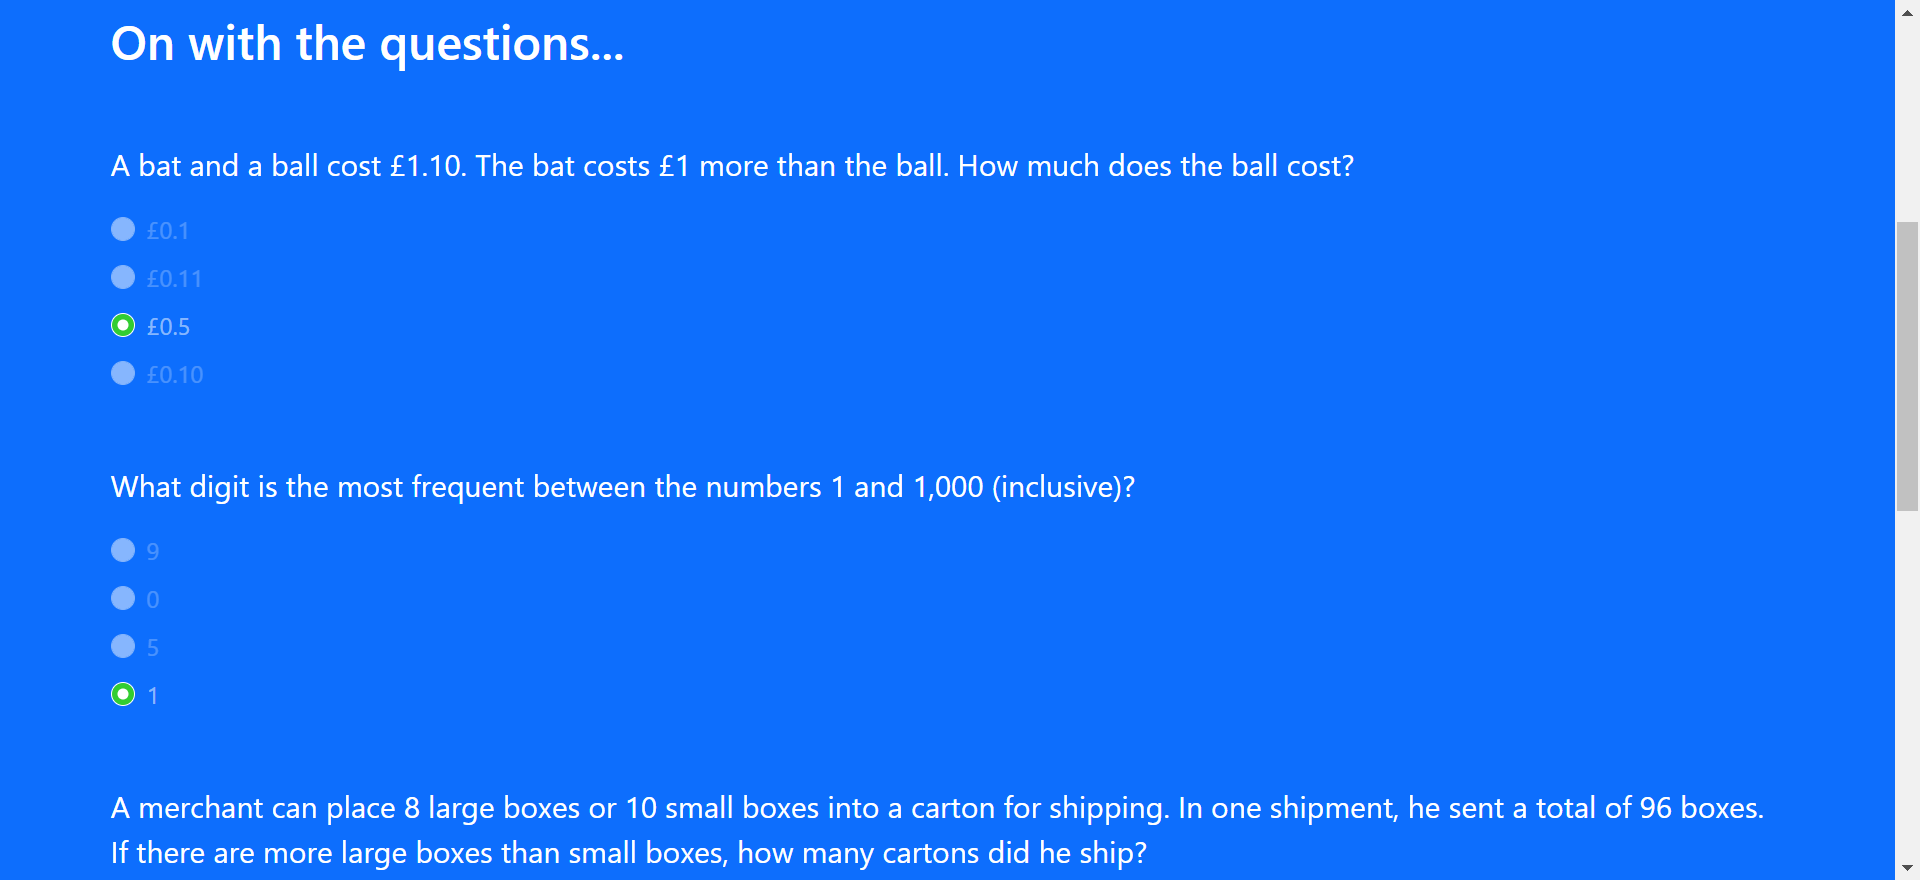 On with the questions...
A bat and a ball cost £1.10. The bat costs £1 more than the ball. How much does the ball cost?
£0.1
£0.11
£0.5
£0.10
What digit is the most frequent between the numbers 1 and 1,000 (inclusive)?
9
0
5
1
A merchant can place 8 large boxes or 10 small boxes into a carton for shipping. In one shipment, he sent a total of 96 boxes.
If there are more large boxes than small boxes, how many cartons did he ship?